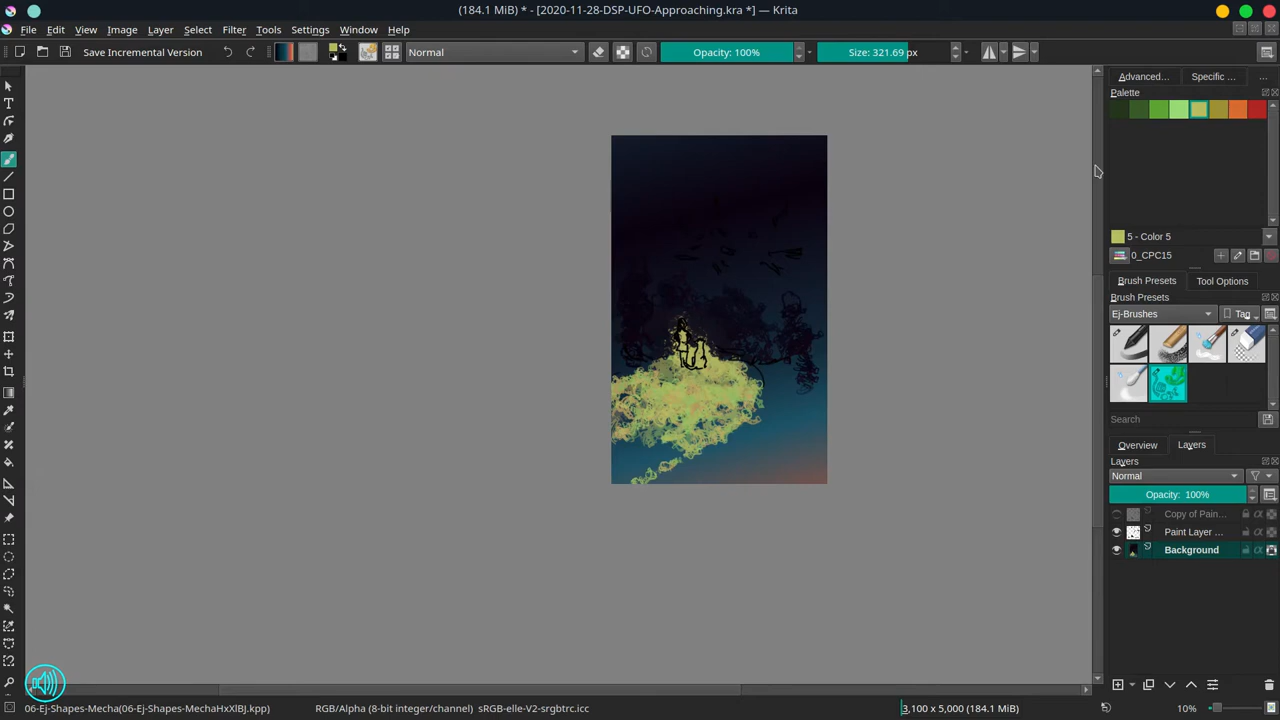 (184.1 MiB) * - [2020-11-28-DSP-UFO-Approaching.kra *] — Krita
File Edit View Image Layer Select Filter Tools Settings Window Help
Save Incremental Version Normal Opacity: 100% Size: 321.69 px
Advanced... Specific ... ...
Palette
5 - Color 5
0_CPC15
Brush Presets Tool Options
Brush Presets
Ej-Brushes Tag
Search
Overview Layers
Layers
Normal
Opacity: 100%
Copy of Pain...
Paint Layer ...
Background
06-Ej-Shapes-Mecha(06-Ej-Shapes-MechaHxXlBJ.kpp) RGB/Alpha (8-bit integer/channel) sRGB-elle-V2-srgbtrc.icc 3,100 x 5,000 (184.1 MiB) 10%